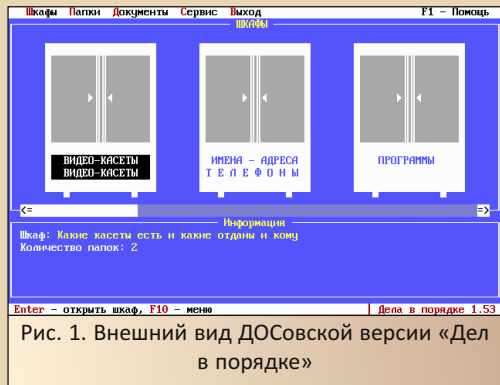 Шкафы Папки Документы Сервис Выход F1 – Помощь
ШКАФЫ
ВИДЕО-КАСЕТЫ ИМЕНА - АДРЕСА ПРОГРАММЫ
ВИДЕО-КАСЕТЫ Т Е Л Е Ф О Н Ы
<= =>
Информация
Шкаф: Какие касеты есть и какие отданы и кому
Количество папок: 2
Enter – открыть шкаф, F10 – меню Дела в порядке 1.53
Рис. 1. Внешний вид ДОСовской версии «Дел
в порядке»